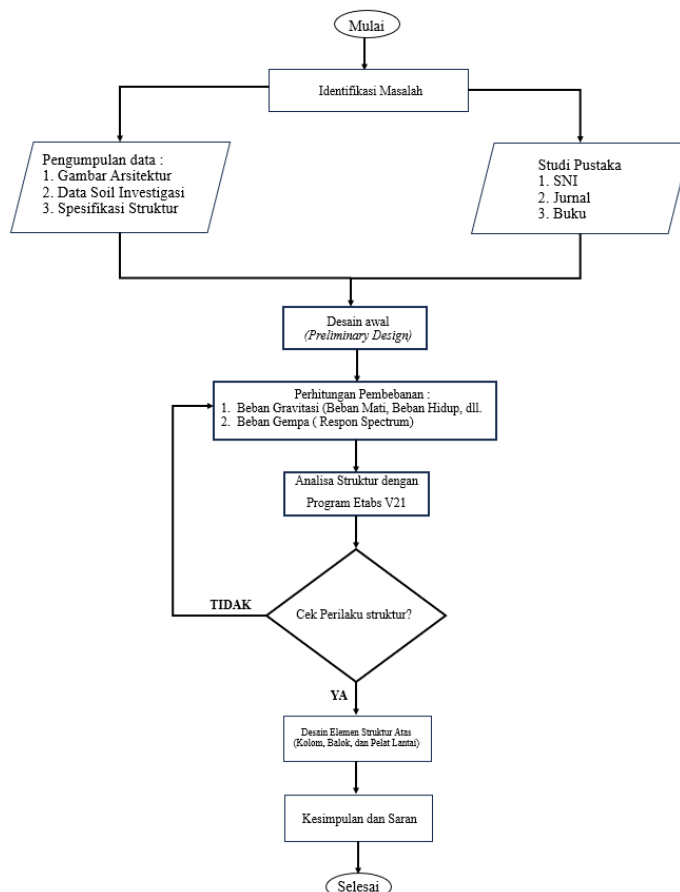 Mulai
Identifikasi Masalah
Pengumpulan data :
1. Gambar Arsitektur
2. Data Soil Investigasi
3. Spesifikasi Struktur
Studi Pustaka
1. SNI
2. Jurnal
3. Buku
Desain awal
(Preliminary Design)
Perhitungan Pembebanan :
1. Beban Gravitasi (Beban Mati, Beban Hidup, dll.
2. Beban Gempa ( Respon Spectrum)
Analisa Struktur dengan
Program Etabs V21
TIDAK
Cek Perilaku struktur?
YA
Desain Elemen Struktur Atas
(Kolom, Balok, dan Pelat Lantai)
Kesimpulan dan Saran
Selesai